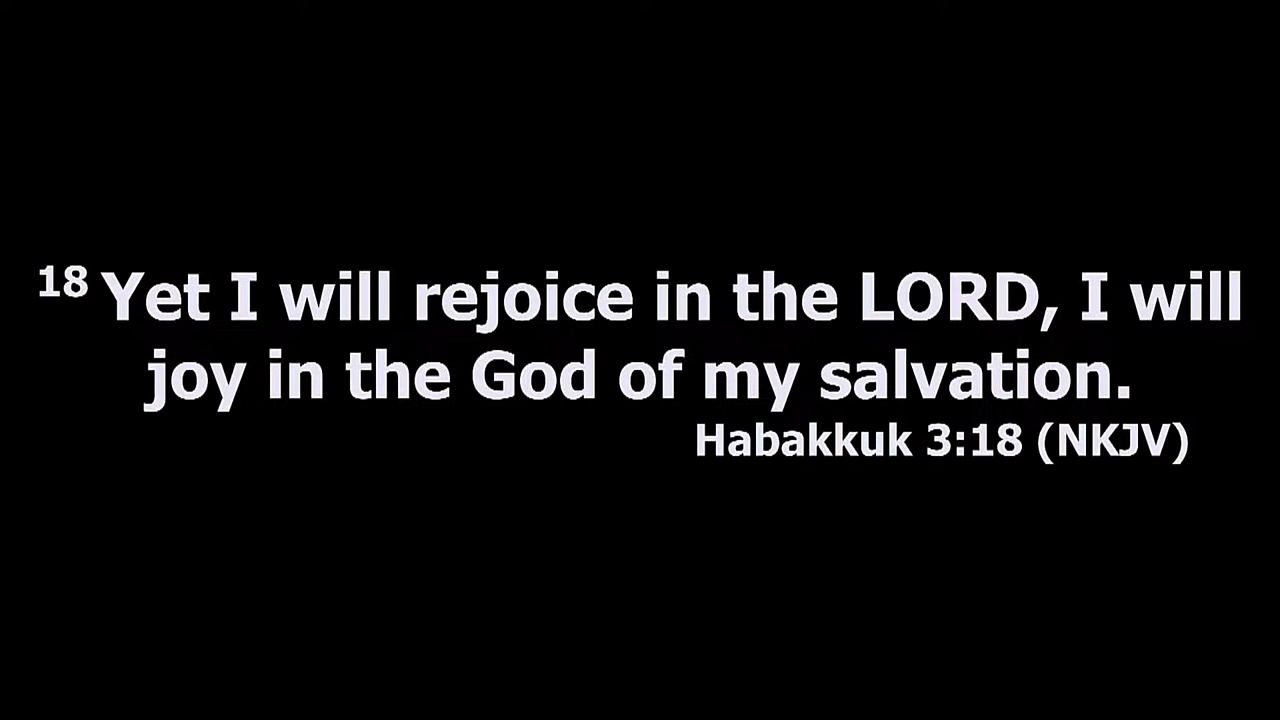 18 Yet I will rejoice in the LORD, I will
joy in the God of my salvation.
Habakkuk 3:18 (NKJV)